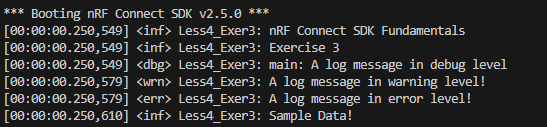 *** Booting nRF Connect SDK v2.5.0 ***
[00:00:00.250,549] <inf> Less4_Exer3: nRF Connect SDK Fundamentals
[00:00:00.250,549] <inf> Less4_Exer3: Exercise 3
[00:00:00.250,549] <dbg> Less4_Exer3: main: A log message in debug level
[00:00:00.250,579] <wrn> Less4_Exer3: A log message in warning level!
[00:00:00.250,579] <err> Less4_Exer3: A log message in error level!
[00:00:00.250,610] <inf> Less4_Exer3: Sample Data!